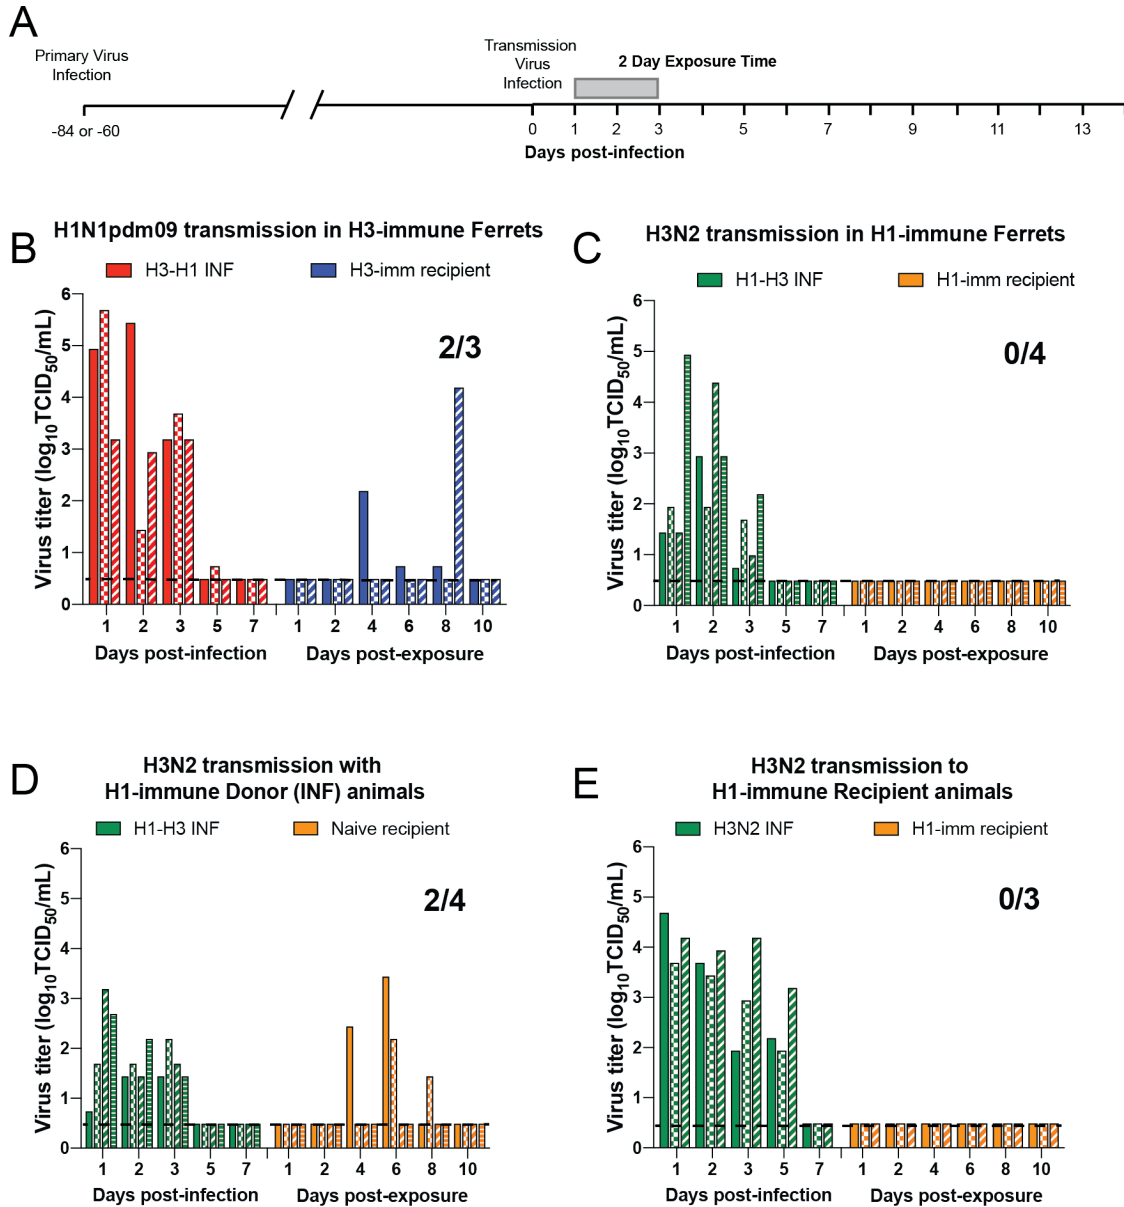 A
Primary Virus
Infection
-84 or -60
Transmission
Virus
Infection
2 Day Exposure Time
0 1 2 3 5 7 9 11 13
Days post-infection
B
H1N1pdm09 transmission in H3-immune Ferrets
H3-H1 INF
H3-imm recipient
2/3
Virus titer (log10TCID50/mL)
6
5
4
3
2
1
0
1 2 3 5 7 1 2 4 6 8 10
Days post-infection
Days post-exposure
C
H3N2 transmission in H1-immune Ferrets
H1-H3 INF
H1-imm recipient
0/4
Virus titer (log10TCID50/mL)
6
5
4
3
2
1
0
1 2 3 5 7 1 2 4 6 8 10
Days post-infection
Days post-exposure
D
H3N2 transmission with
H1-immune Donor (INF) animals
H1-H3 INF
Naive recipient
2/4
Virus titer (log10TCID50/mL)
6
5
4
3
2
1
0
1 2 3 5 7 1 2 4 6 8 10
Days post-infection
Days post-exposure
E
H3N2 transmission to
H1-immune Recipient animals
H3N2 INF
H1-imm recipient
0/3
Virus titer (log10TCID50/mL)
6
5
4
3
2
1
0
1 2 3 5 7 1 2 4 6 8 10
Days post-infection
Days post-exposure